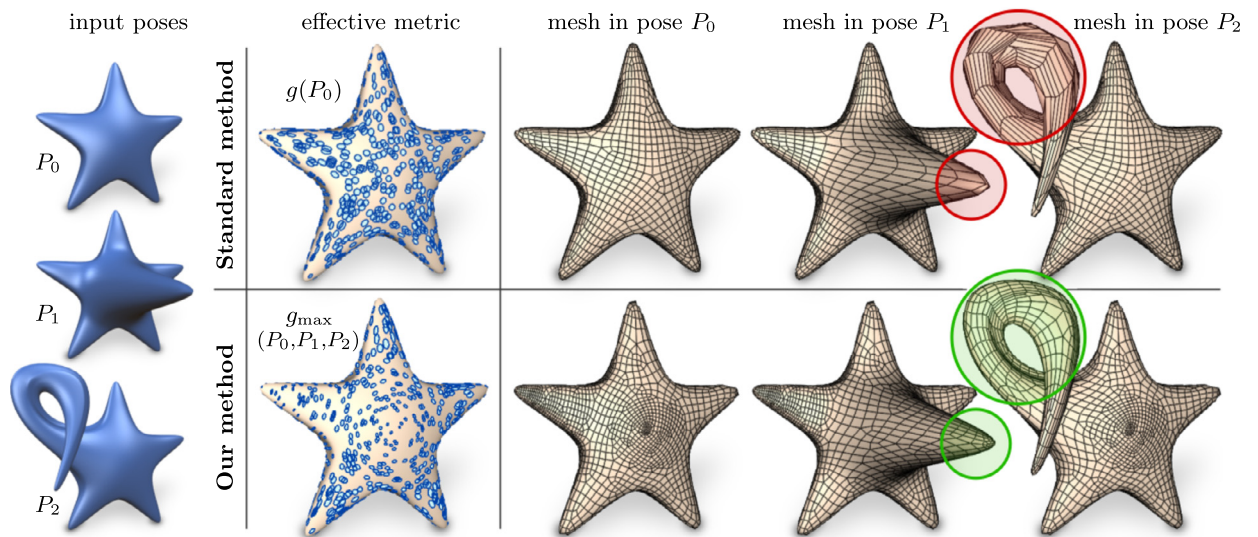 input poses
effective metric
mesh in pose P₀
mesh in pose P₁
mesh in pose P₂
P₀
P₁
P₂
Standard method
g(P₀)
Our method
gₘₐₓ
(P₀,P₁,P₂)